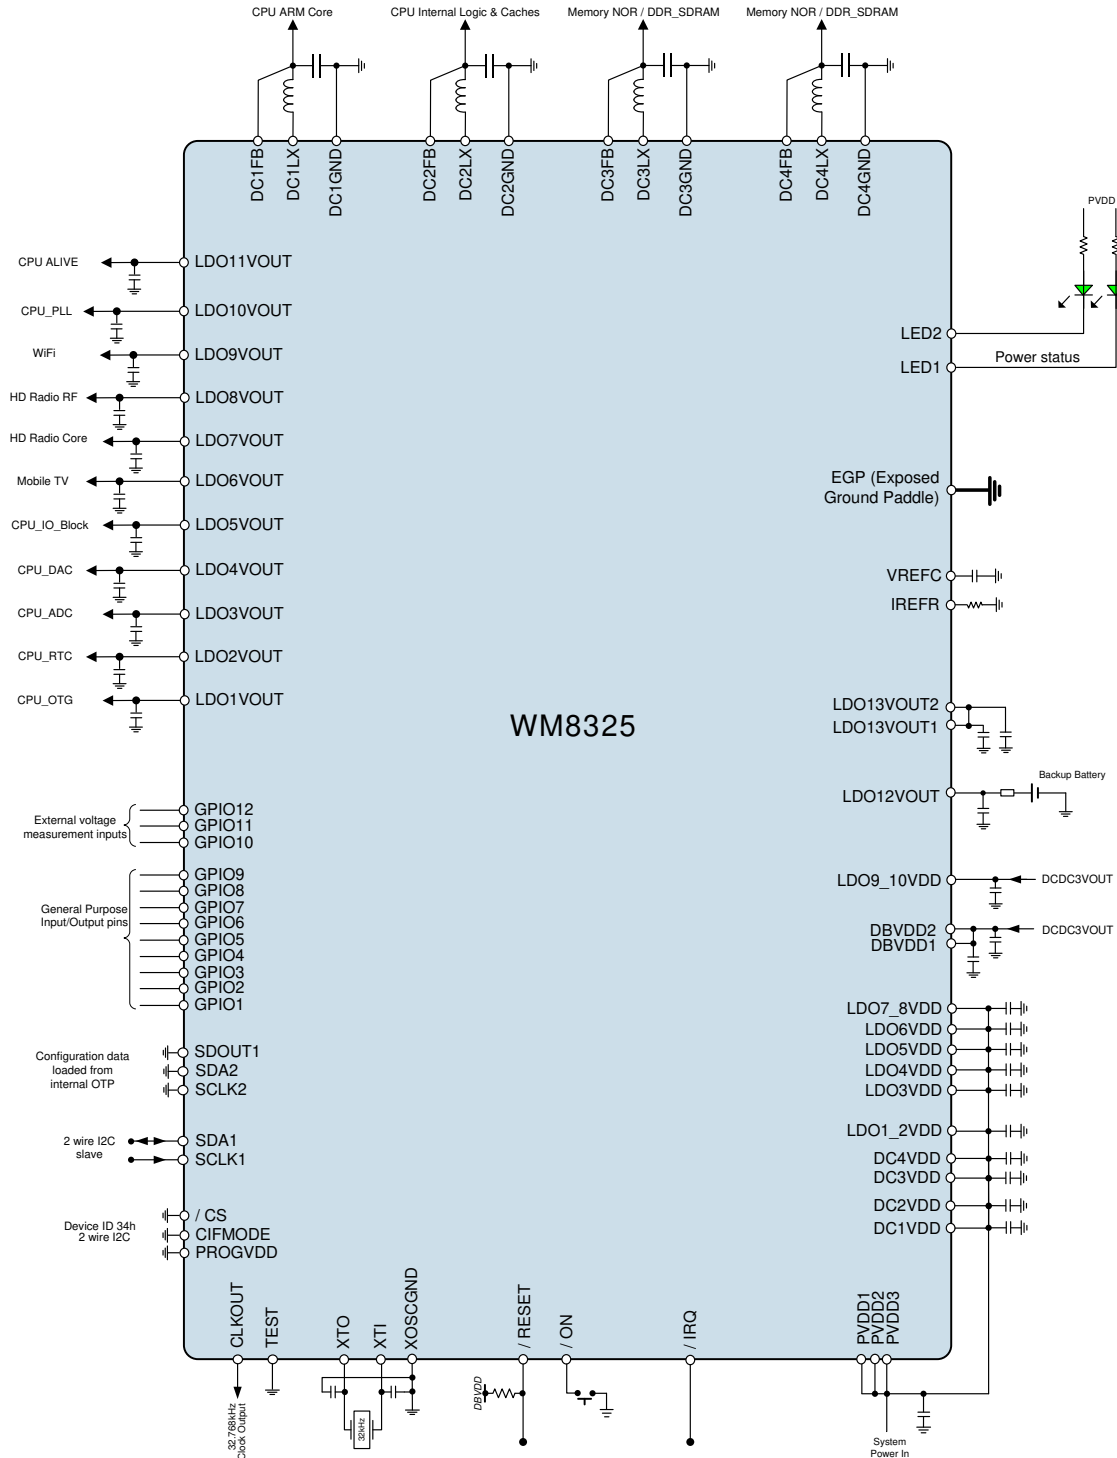 CPU ARM Core
CPU Internal Logic & Caches
Memory NOR / DDR_SDRAM
Memory NOR / DDR_SDRAM
DC1FB
DC1LX
DC1GND
DC2FB
DC2LX
DC2GND
DC3FB
DC3LX
DC3GND
DC4FB
DC4LX
DC4GND
PVDD
CPU ALIVE
LDO11VOUT
CPU_PLL
LDO10VOUT
WiFi
LDO9VOUT
HD Radio RF
LDO8VOUT
HD Radio Core
LDO7VOUT
Mobile TV
LDO6VOUT
CPU_IO_Block
LDO5VOUT
CPU_DAC
LDO4VOUT
CPU_ADC
LDO3VOUT
CPU_RTC
LDO2VOUT
CPU_OTG
LDO1VOUT
LED2
LED1
Power status
EGP (Exposed
Ground Paddle)
VREFC
IREFR
WM8325
LDO13VOUT2
LDO13VOUT1
LDO12VOUT
Backup Battery
LDO9_10VDD
DCDC3VOUT
DBVDD2
DBVDD1
DCDC3VOUT
External voltage
measurement inputs
GPIO12
GPIO11
GPIO10
General Purpose
Input/Output pins
GPIO9
GPIO8
GPIO7
GPIO6
GPIO5
GPIO4
GPIO3
GPIO2
GPIO1
LDO7_8VDD
LDO6VDD
LDO5VDD
LDO4VDD
LDO3VDD
LDO1_2VDD
DC4VDD
DC3VDD
DC2VDD
DC1VDD
Configuration data
loaded from
internal OTP
SDOUT1
SDA2
SCLK2
2 wire I2C
slave
SDA1
SCLK1
Device ID 34h
2 wire I2C
/ CS
CIFMODE
PROGVDD
CLKOUT
TEST
XTO
XTI
XOSCGND
/ RESET
/ ON
/ IRQ
PVDD1
PVDD2
PVDD3
32.768kHz
Clock Output
32kHz
DBVDD
System
Power In